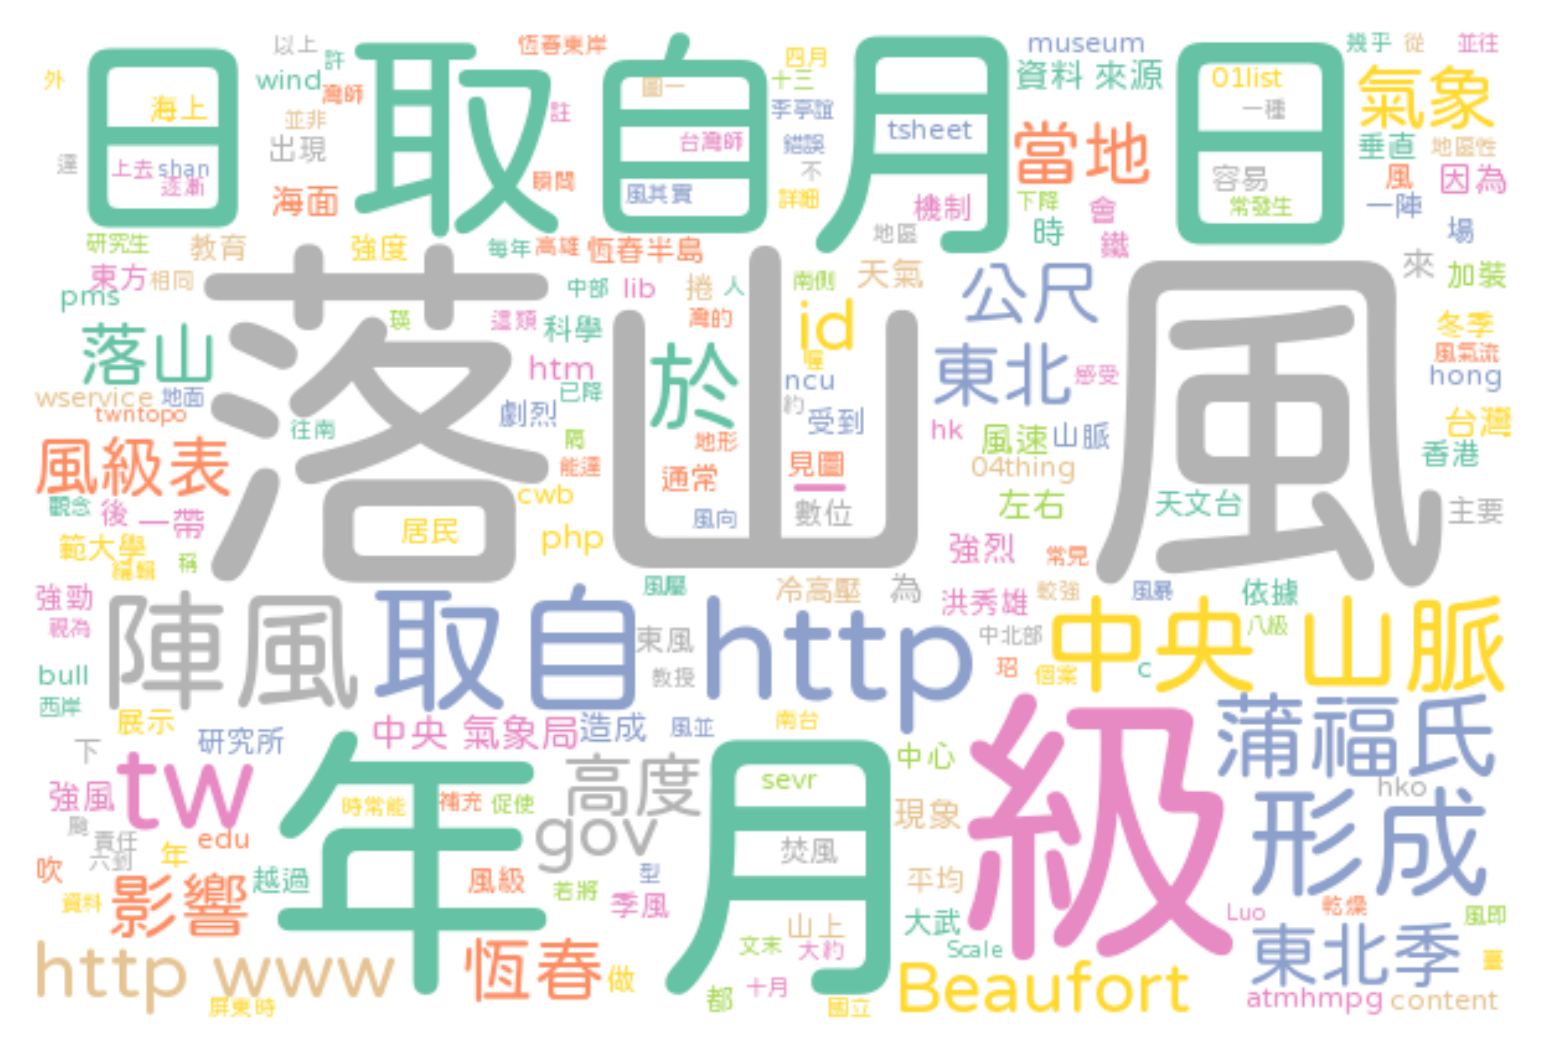 以上
許
恆春東岸
四月
museum
幾乎 從 並往
外
海上
wind
灣師
日 取自 月 日
圖一
十三
資料 來源
01list
氣象
並非
註
李亭誼
tsheet
一種
達
出現
台灣師
錯誤
當地
垂直 地區性
上去 shan
逐漸
海面
瞬間
風其實
不
詳細
機制
下降
會
容易
常發生
風 因為
一陣
研究生 教育 強度 每年 高雄 恆春半島
地區
時
鐵
場
東方 相同
pms
中部 lib 捲 人
南側 天氣
公尺
來 加裝
落山風
瑛
這類 科學
灣的
id
冬季
落山
htm
於
喔
ncu
東北 感受
風氣流
hong
wservice 地面
twntopo
往南
劇烈
已降
約 受到
hk 風速 山脈
台灣
風級表
隔
能達
地形
通常
見圖
04thing
香港
觀念 後 一帶
cwb
風向
數位
左右
天文台
主要
範大學
居民
php
編輯
稱
強烈 常見
強勁
視為
風屬
冷高壓 為
洪秀雄 較強
風暴
依據
陣風 取自 http
東風
中北部
中央 山脈
八級
bull
西岸
教授
珆
個案
c
展示
研究所
中央 氣象局 造成 風並
南台
蒲福氏
下
強風 tw
年 月
高度
sevr
中心
級
hko
颱
責任
六到
時常能
補充 促使
gov
現象
形成
吹
年 edu
越過
風級
若將
型
焚風
平均
資料 影響
季風
山上
大武
Luo
乾燥
風即
http www
恆春 做
文末 大約
Scale
東北季
臺
屏東時
都 十月
國立
Beaufort
atmhmpg content